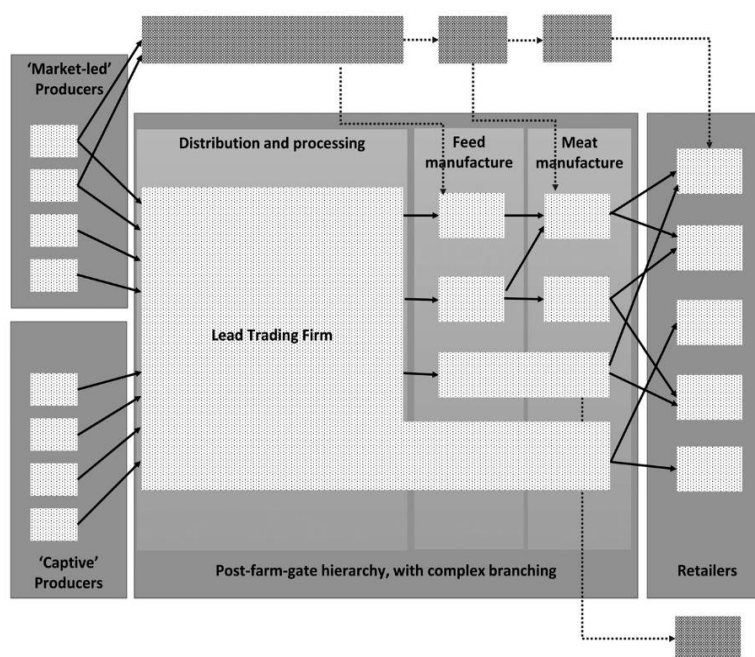 ‘Market-led’
Producers
Distribution and processing
Feed
manufacture
Meat
manufacture
Lead Trading Firm
‘Captive’
Producers
Post-farm-gate hierarchy, with complex branching
Retailers